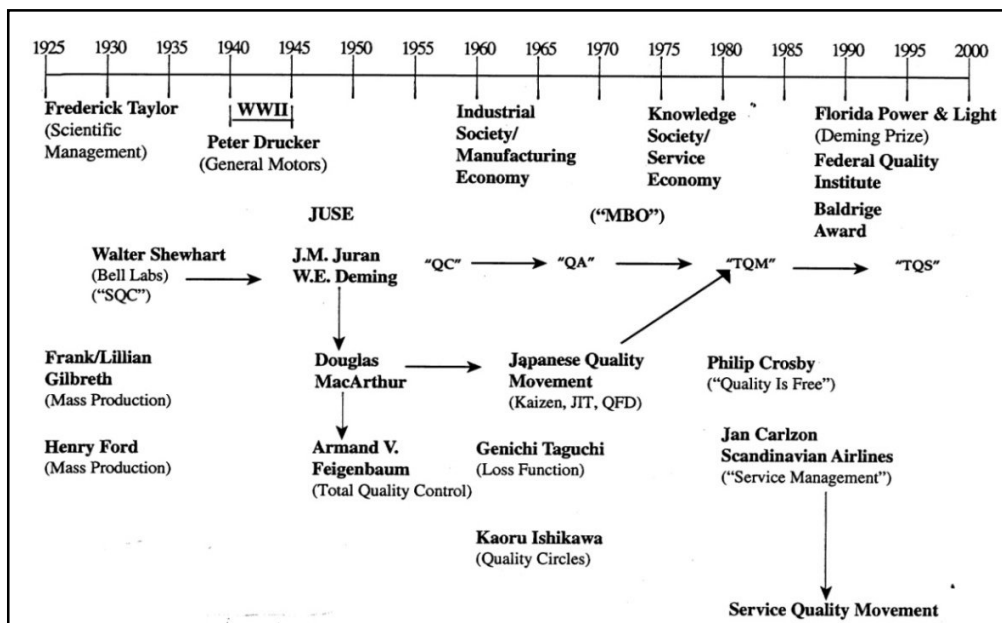 1925 1930 1935 1940 1945 1950 1955 1960 1965 1970 1975 1980 1985 1990 1995 2000
Frederick Taylor
(Scientific
Management)
WWII
Peter Drucker
(General Motors)
Industrial
Society/
Manufacturing
Economy
Knowledge
Society/
Service
Economy
Florida Power & Light
(Deming Prize)
Federal Quality
Institute
Baldrige
Award
JUSE
("MBO")
Walter Shewhart
(Bell Labs)
("SQC")
J.M. Juran
W.E. Deming
"QC"
"QA"
"TQM"
"TQS"
Frank/Lillian
Gilbreth
(Mass Production)
Douglas
MacArthur
Japanese Quality
Movement
(Kaizen, JIT, QFD)
Philip Crosby
("Quality Is Free")
Henry Ford
(Mass Production)
Armand V.
Feigenbaum
(Total Quality Control)
Genichi Taguchi
(Loss Function)
Jan Carlzon
Scandinavian Airlines
("Service Management")
Kaoru Ishikawa
(Quality Circles)
Service Quality Movement